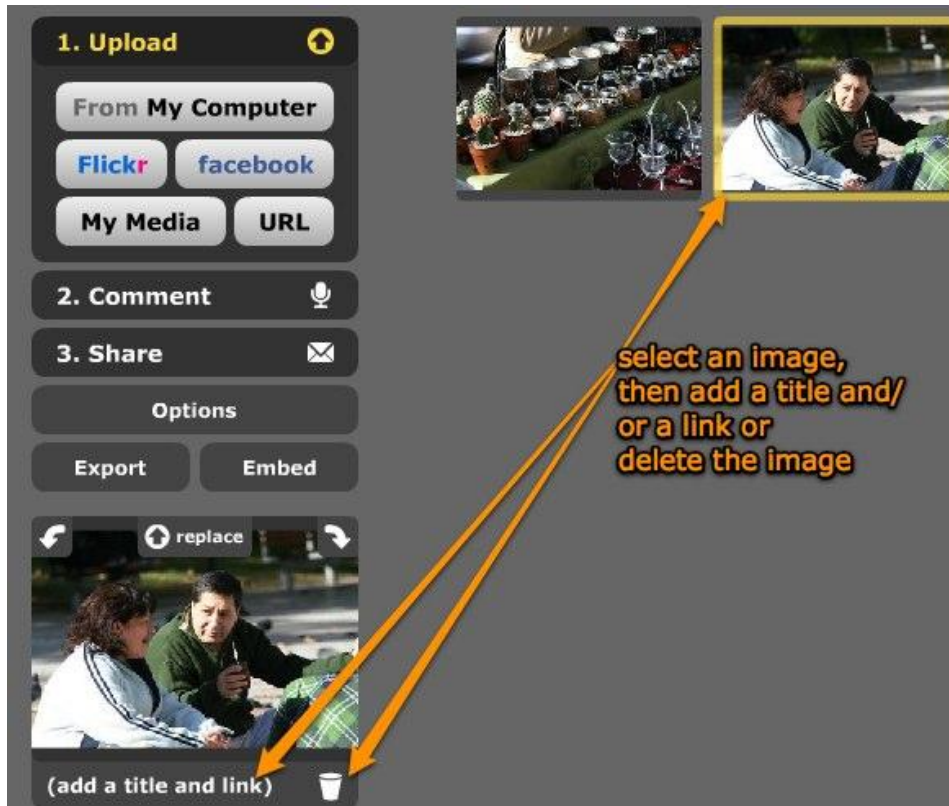 1. Upload
From My Computer
Flickr
facebook
My Media
URL
2. Comment
3. Share
Options
Export
Embed
replace
(add a title and link)
select an image,
then add a title and/
or a link or
delete the image